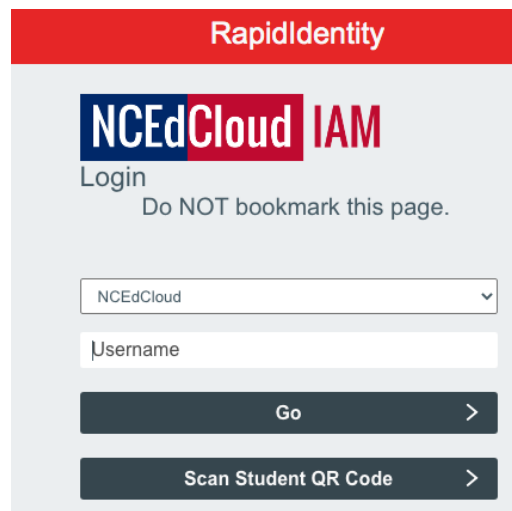 RapidIdentity
NCEdCloud IAM
Login
Do NOT bookmark this page.
NCEdCloud
Username
Go
Scan Student QR Code